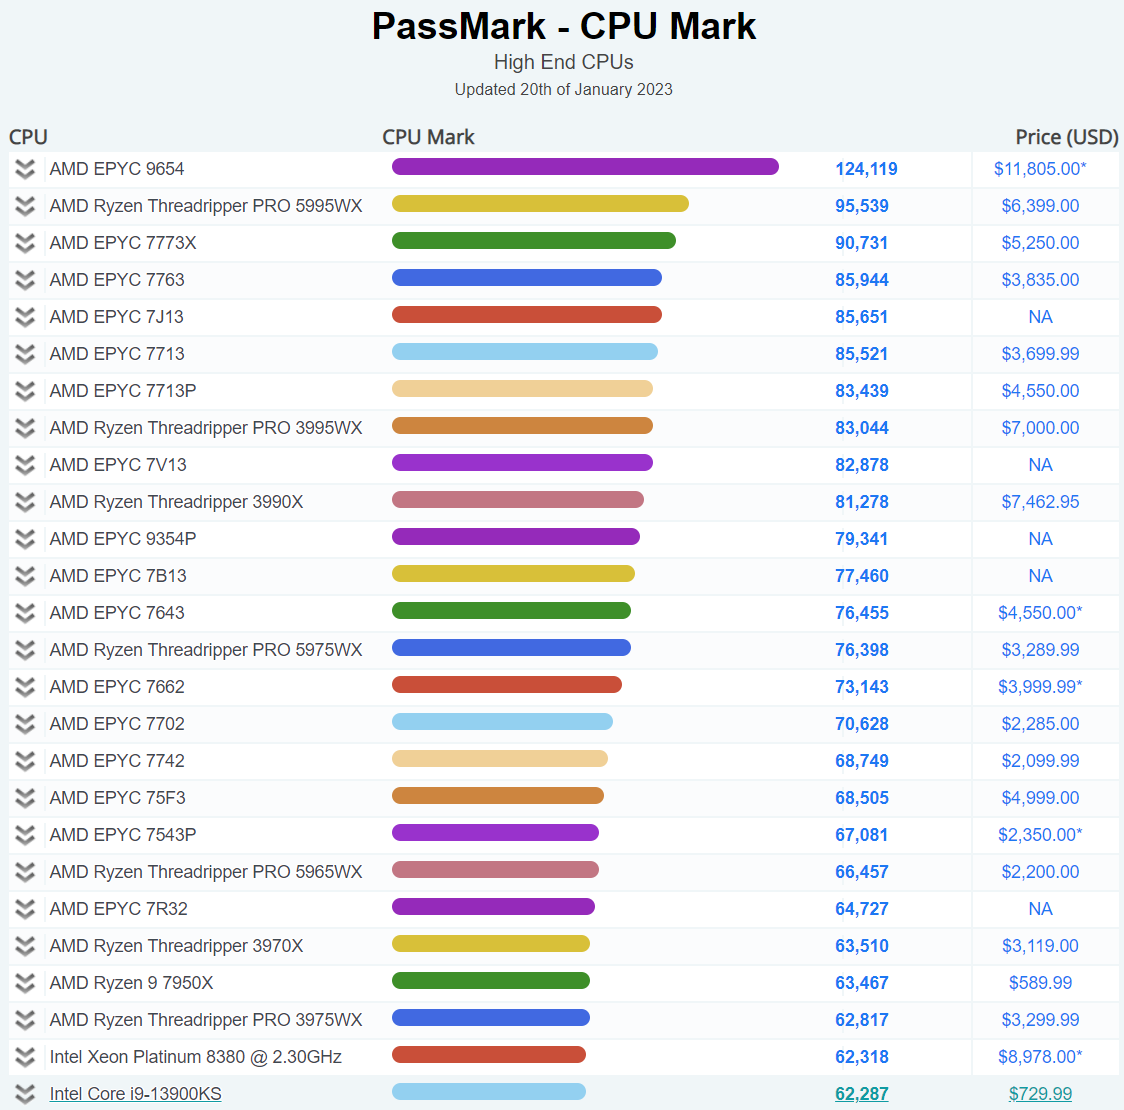 PassMark - CPU Mark
High End CPUs
Updated 20th of January 2023
CPU CPU Mark Price (USD)
AMD EPYC 9654 124,119 $11,805.00*
AMD Ryzen Threadripper PRO 5995WX 95,539 $6,399.00
AMD EPYC 7773X 90,731 $5,250.00
AMD EPYC 7763 85,944 $3,835.00
AMD EPYC 7J13 85,651 NA
AMD EPYC 7713 85,521 $3,699.99
AMD EPYC 7713P 83,439 $4,550.00
AMD Ryzen Threadripper PRO 3995WX 83,044 $7,000.00
AMD EPYC 7V13 82,878 NA
AMD Ryzen Threadripper 3990X 81,278 $7,462.95
AMD EPYC 9354P 79,341 NA
AMD EPYC 7B13 77,460 NA
AMD EPYC 7643 76,455 $4,550.00*
AMD Ryzen Threadripper PRO 5975WX 76,398 $3,289.99
AMD EPYC 7662 73,143 $3,999.99*
AMD EPYC 7702 70,628 $2,285.00
AMD EPYC 7742 68,749 $2,099.99
AMD EPYC 75F3 68,505 $4,999.00
AMD EPYC 7543P 67,081 $2,350.00*
AMD Ryzen Threadripper PRO 5965WX 66,457 $2,200.00
AMD EPYC 7R32 64,727 NA
AMD Ryzen Threadripper 3970X 63,510 $3,119.00
AMD Ryzen 9 7950X 63,467 $589.99
AMD Ryzen Threadripper PRO 3975WX 62,817 $3,299.99
Intel Xeon Platinum 8380 @ 2.30GHz 62,318 $8,978.00*
Intel Core i9-13900KS 62,287 $729.99